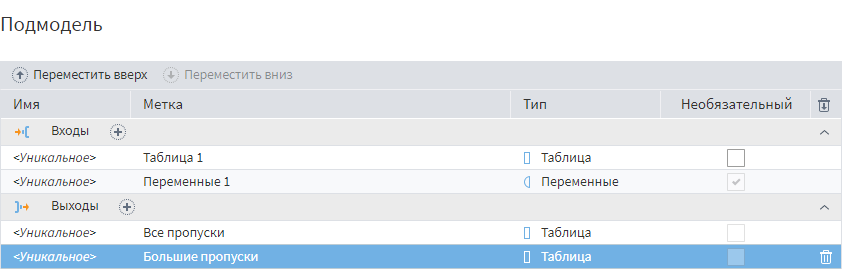 Подмодель
Переместить вверх Переместить вниз
Имя Метка Тип Необязательный
Входы
<Уникальное> Таблица 1 Таблица
<Уникальное> Переменные 1 Переменные
Выходы
<Уникальное> Все пропуски Таблица
<Уникальное> Большие пропуски Таблица